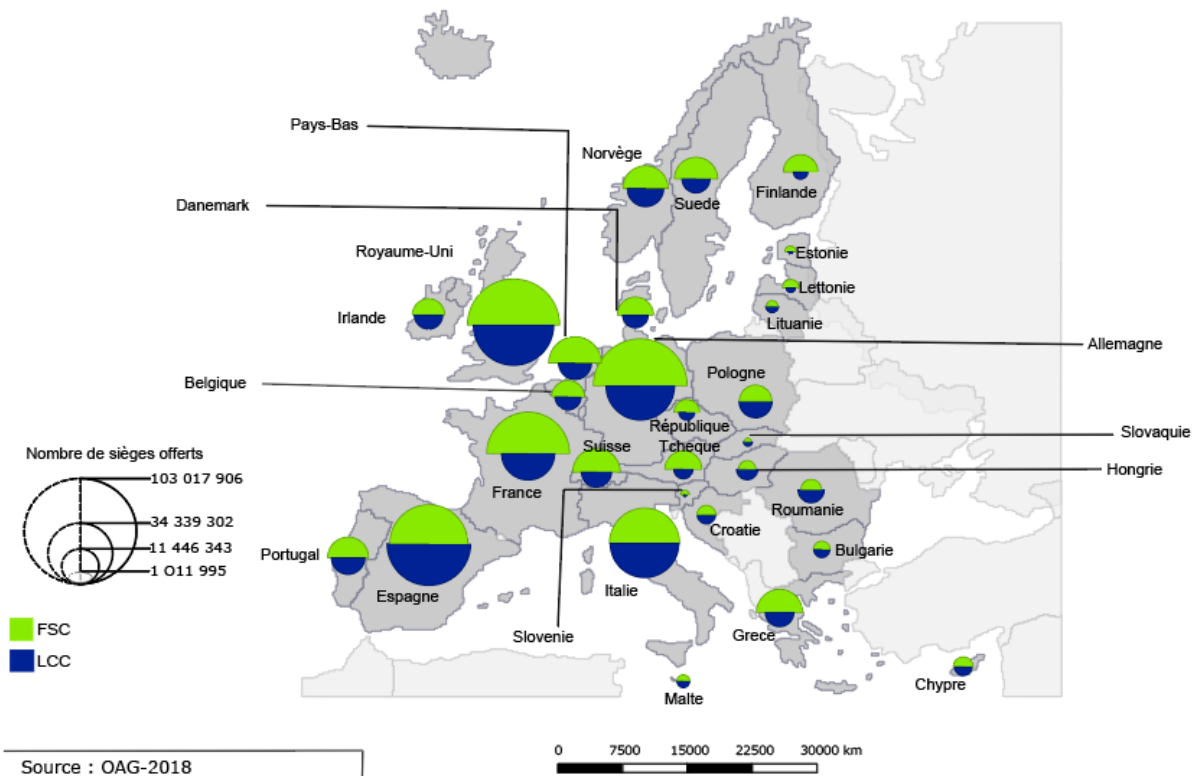 Pays-Bas
Norvège
Danemark
Suede
Finlande
Royaume-Uni
Estonie
Lettonie
Irlande
Lituanie
Allemagne
Belgique
Pologne
République
Tcheque
Suisse
Slovaquie
Nombre de sièges offerts
103 017 906
34 339 302
11 446 343
1 O11 995
Hongrie
France
Roumanie
Croatie
Portugal
Bulgarie
Espagne
Italie
FSC
LCC
Slovenie
Grece
Malte
Chypre
0 7500 15000 22500 30000 km
Source : OAG-2018